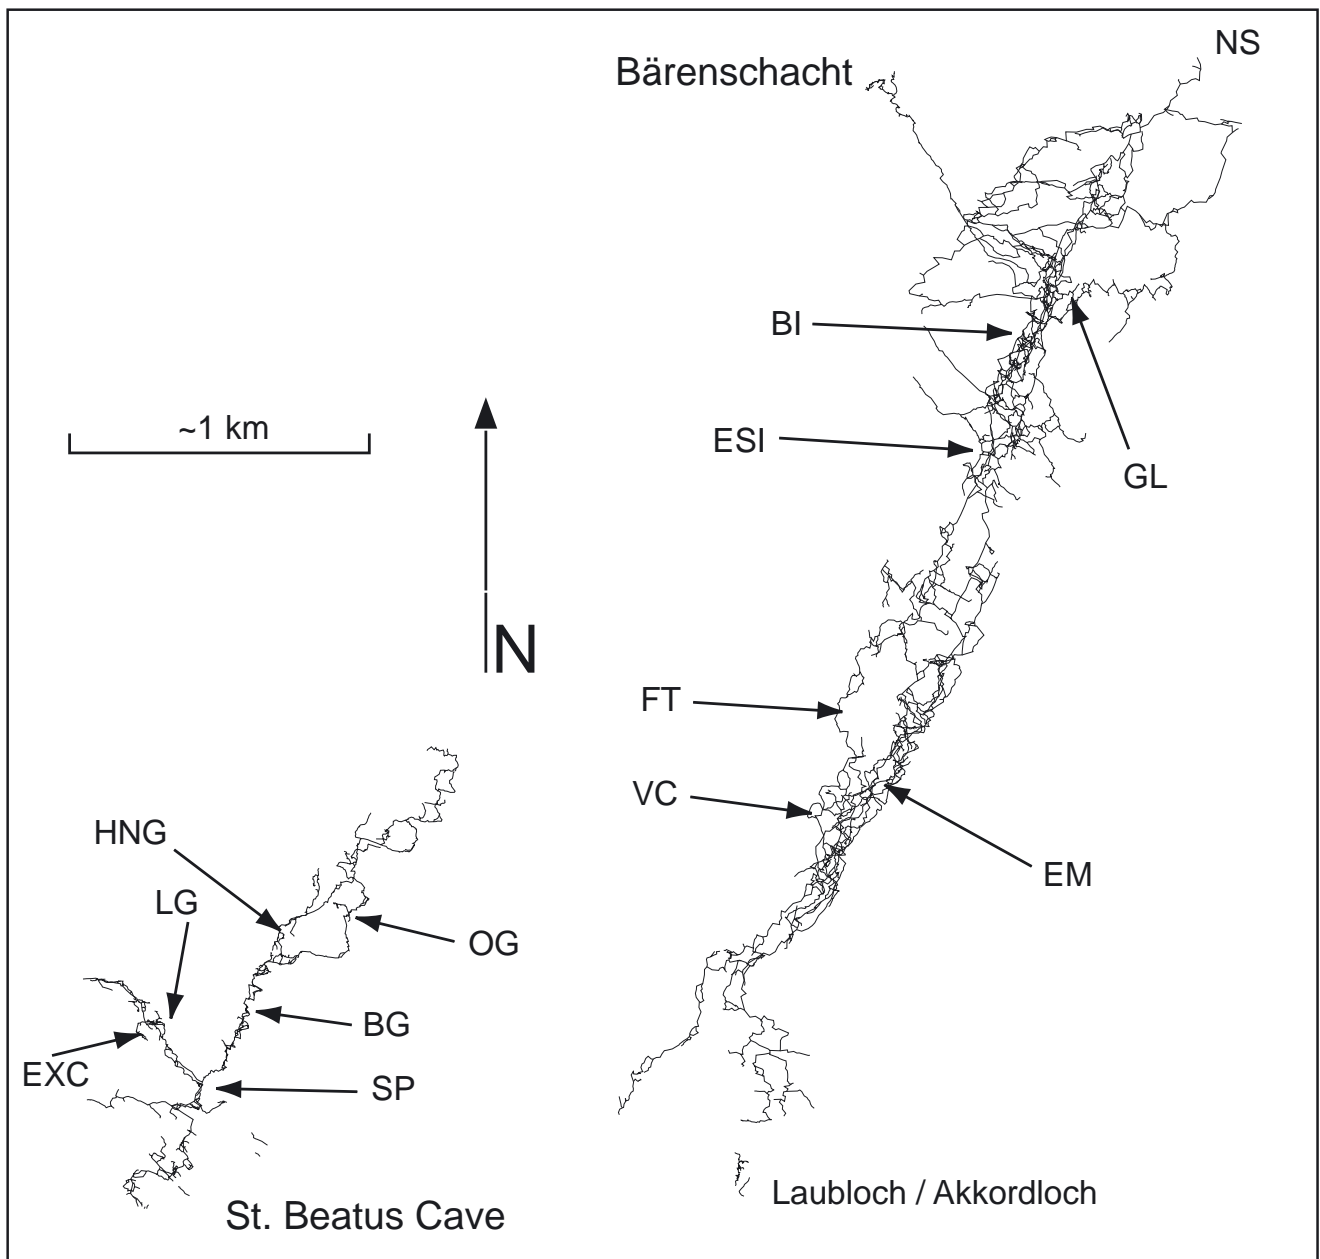 NS
Bärenschacht
BI
~1 km
ESI
GL
N
FT
VC
HNG
EM
LG
OG
BG
EXC
SP
Laubloch / Akkordloch
St. Beatus Cave